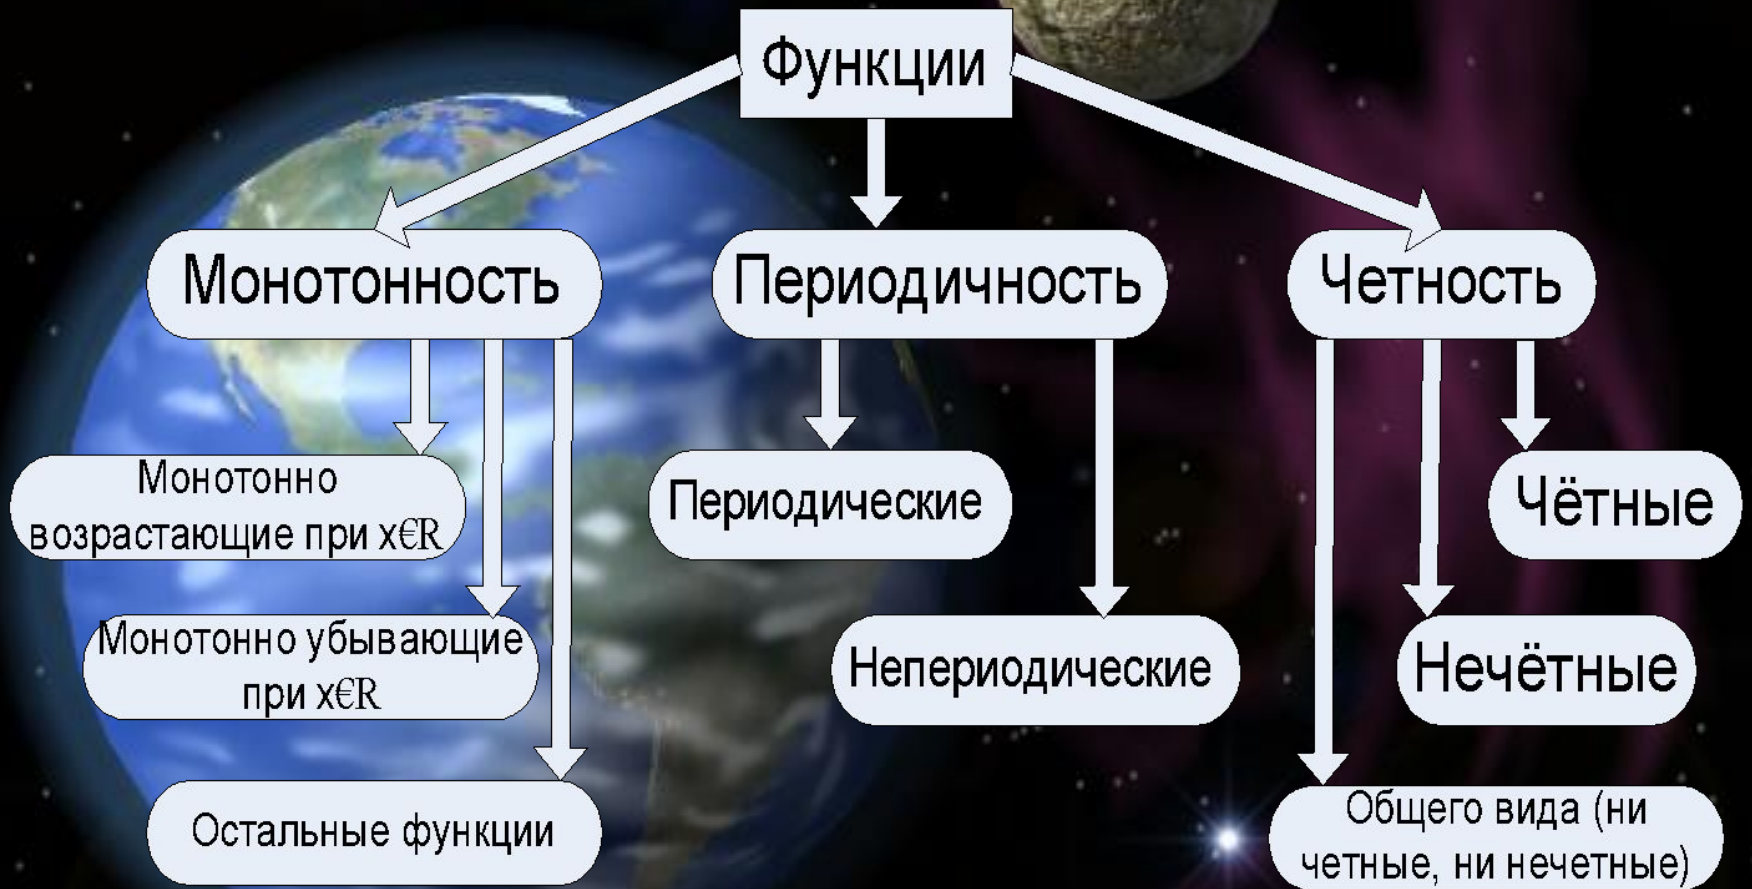 Функции
Монотонность
Периодичность
Четность
Монотонно
возрастающие при x€R
Монотонно убывающие
при x€R
Остальные функции
Периодические
Непериодические
Чётные
Нечётные
Общего вида (ни
четные, ни нечетные)